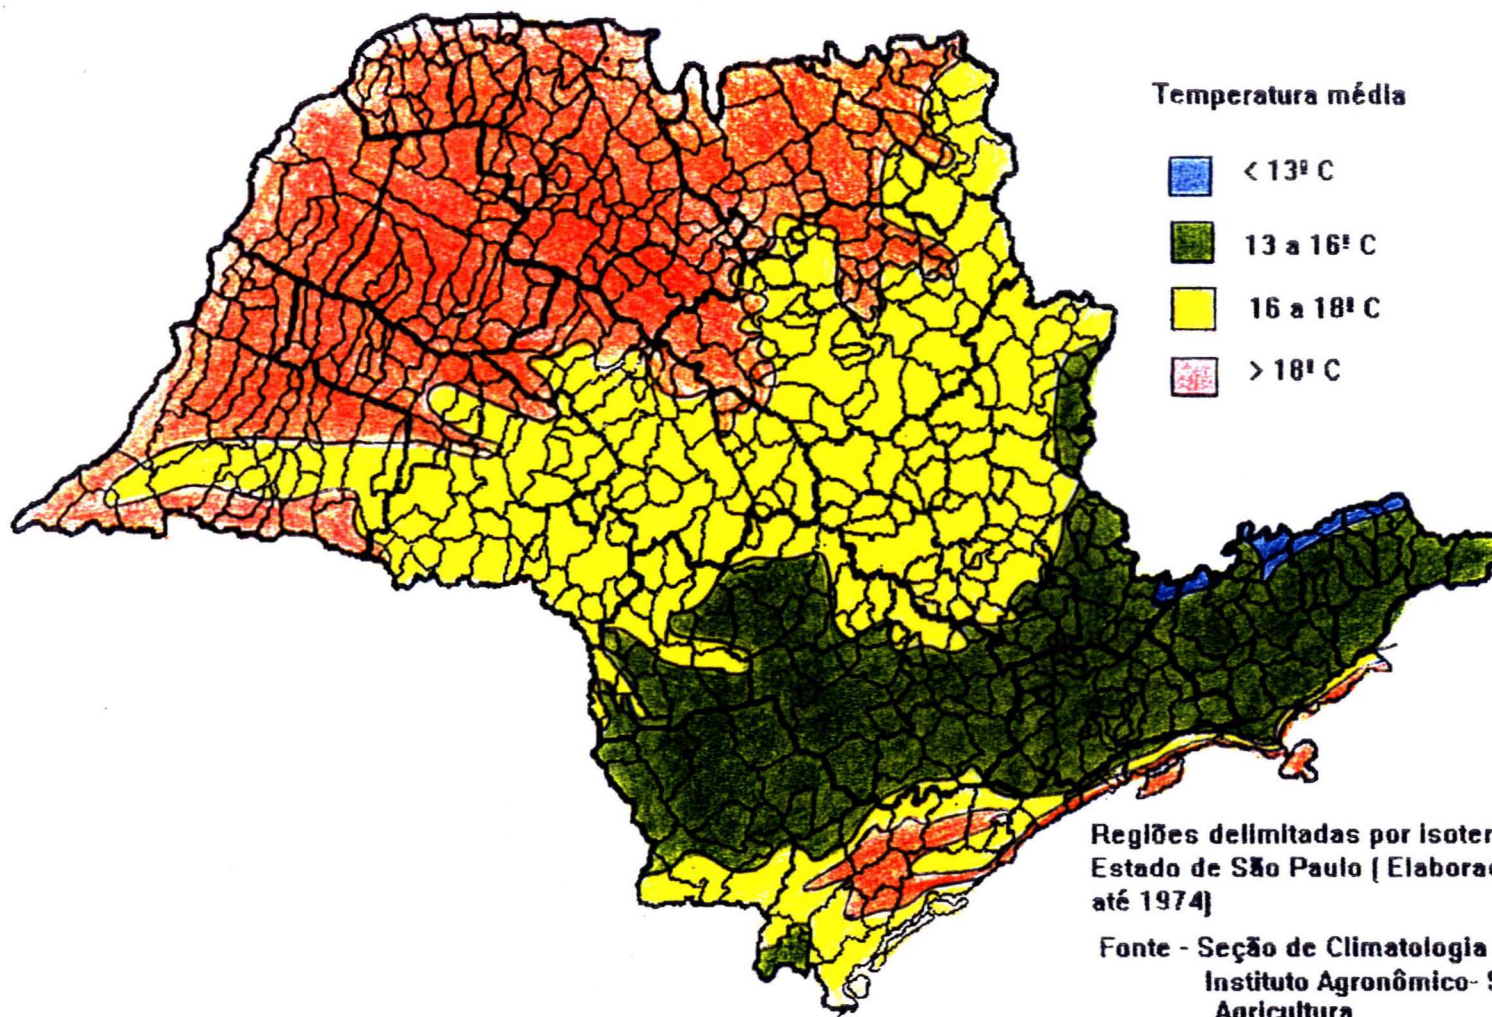 Temperatura média
< 13º C
13 a 16º C
16 a 18º C
> 18º C
Regiões delimitadas por
Estado de São Paulo (
até 1974)
Fonte - Seção de Climatologia
Instituto Agronômico-
Agricultura